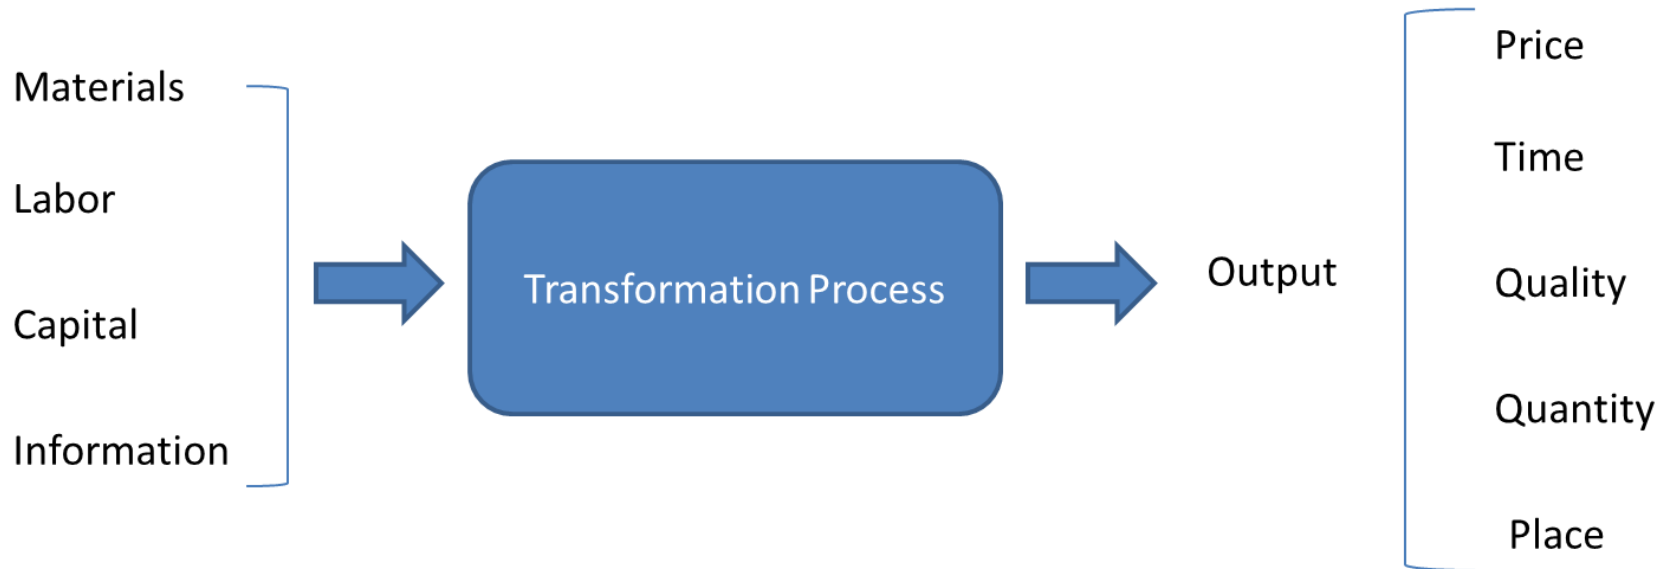 Materials
Labor
Capital
Information
Transformation Process
Output
Price
Time
Quality
Quantity
Place